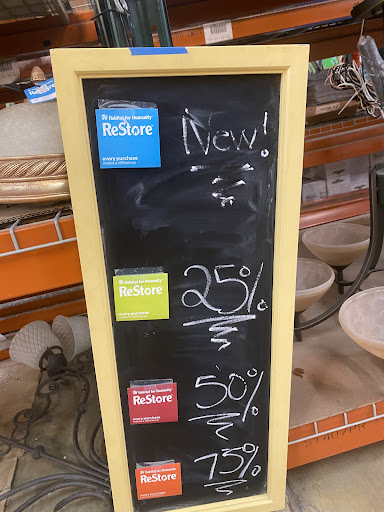 Habitat for Humanity
ReStore
every purchase
makes a difference
New!
Habitat for Humanity
ReStore
every purchase
makes a difference
25%
Habitat for Humanity
ReStore
every purchase
makes a difference
50%
Habitat for Humanity
ReStore
every purchase
makes a difference
75%